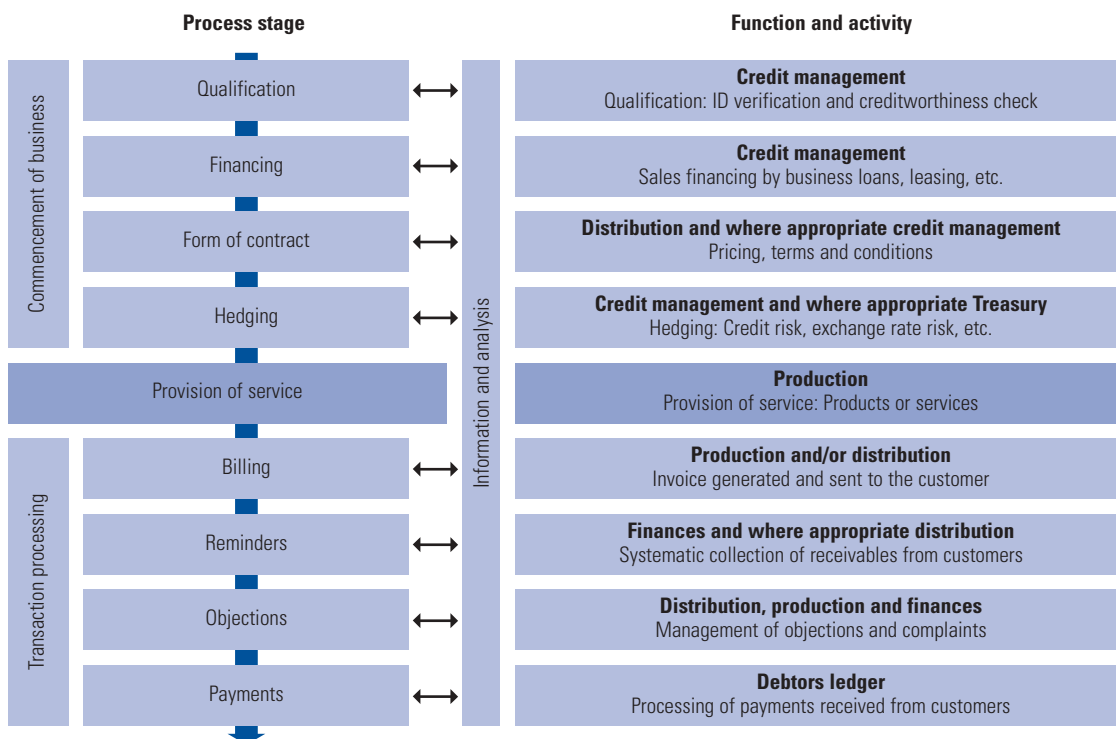 Process stage
Function and activity
Commencement of business
Qualification
Credit management
Qualification: ID verification and creditworthiness check
Financing
Credit management
Sales financing by business loans, leasing, etc.
Form of contract
Distribution and where appropriate credit management
Pricing, terms and conditions
Hedging
Credit management and where appropriate Treasury
Hedging: Credit risk, exchange rate risk, etc.
Information and analysis
Provision of service
Production
Provision of service: Products or services
Transaction processing
Billing
Production and/or distribution
Invoice generated and sent to the customer
Reminders
Finances and where appropriate distribution
Systematic collection of receivables from customers
Objections
Distribution, production and finances
Management of objections and complaints
Payments
Debtors ledger
Processing of payments received from customers